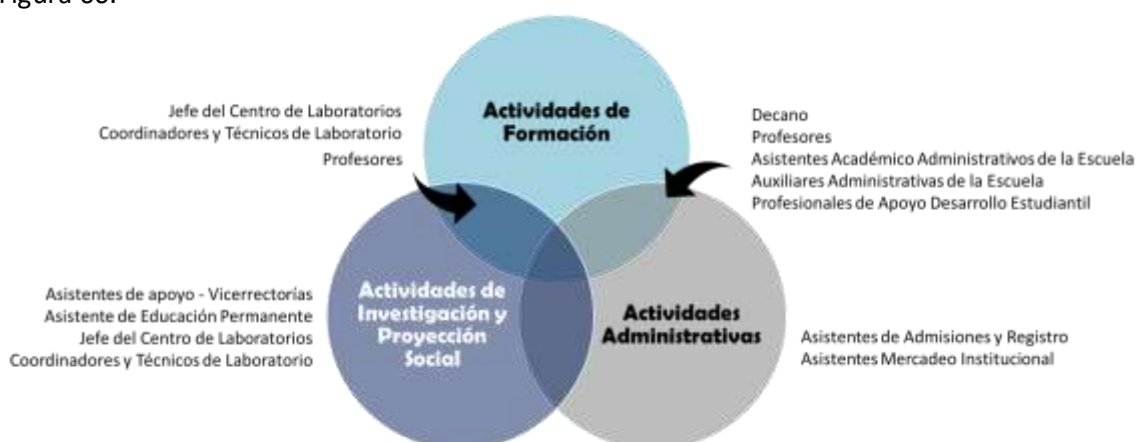 Jefe del Centro de Laboratorios
Coordinadores y Técnicos de Laboratorio
Profesores
Actividades de
Formación
Decano
Profesores
Asistentes Académico Administrativos de la Escuela
Auxiliares Administrativas de la Escuela
Profesionales de Apoyo Desarrollo Estudiantil
Asistentes de apoyo - Vicerrectorías
Asistente de Educación Permanente
Jefe del Centro de Laboratorios
Coordinadores y Técnicos de Laboratorio
Actividades de
Investigación y
Proyección
Social
Actividades
Administrativas
Asistentes de Admisiones y Registro
Asistentes Mercadeo Institucional